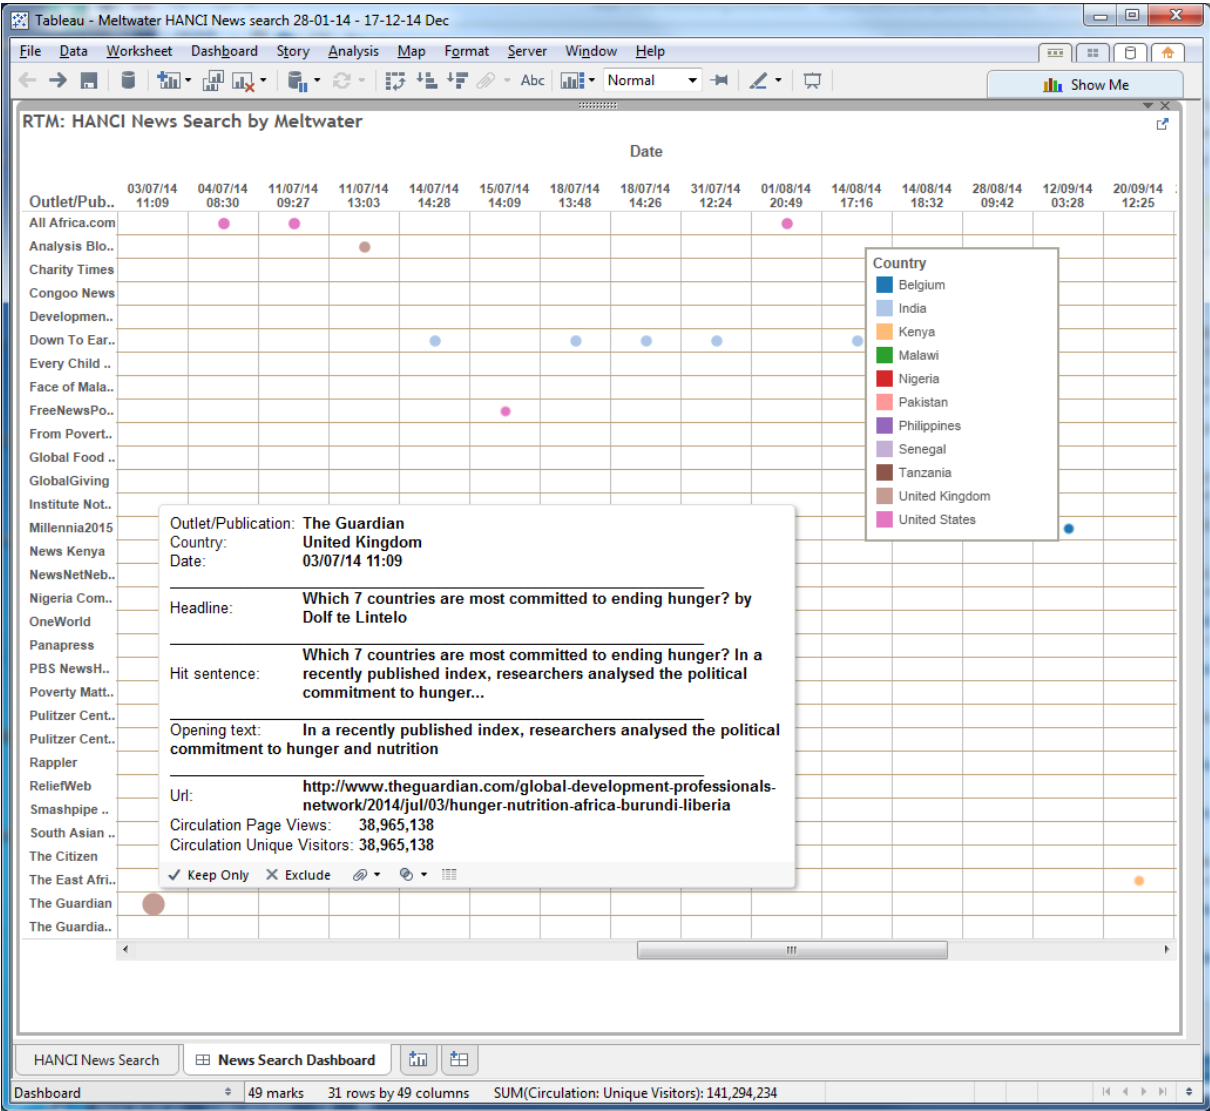 Tableau - Meltwater HANCI News search 28-01-14 - 17-12-14 Dec
File Data Worksheet Dashboard Story Analysis Map Format Server Window Help
Abc Normal Show Me
RTM: HANCI News Search by Meltwater
Date
03/07/14 04/07/14 11/07/14 11/07/14 14/07/14 15/07/14 18/07/14 18/07/14 31/07/14 01/08/14 14/08/14 14/08/14 28/08/14 12/09/14 20/09/14
Outlet/Pub.. 11:09 08:30 09:27 13:03 14:28 14:09 13:48 14:26 12:24 20:49 17:16 18:32 09:42 03:28 12:25
All Africa.com
Analysis Blo..
Charity Times
Congoo News
Developmen..
Down To Ear..
Every Child ..
Face of Mala..
FreeNewsPo..
From Povert..
Global Food ..
GlobalGiving
Institute Not..
Millennia2015
News Kenya
NewsNetNeb..
Nigeria Com..
OneWorld
Panapress
PBS NewsH..
Poverty Matt..
Pulitzer Cent..
Pulitzer Cent..
Rappler
ReliefWeb
Smashpipe ..
South Asian ..
The Citizen
The East Afri..
The Guardian
The Guardia..
Country
Belgium
India
Kenya
Malawi
Nigeria
Pakistan
Philippines
Senegal
Tanzania
United Kingdom
United States
Outlet/Publication: The Guardian
Country: United Kingdom
Date: 03/07/14 11:09
Headline: Which 7 countries are most committed to ending hunger? by
Dolf te Lintelo
Which 7 countries are most committed to ending hunger? In a
Hit sentence: recently published index, researchers analysed the political
commitment to hunger...
Opening text: In a recently published index, researchers analysed the political
commitment to hunger and nutrition
Url: http://www.theguardian.com/global-development-professionals-
network/2014/jul/03/hunger-nutrition-africa-burundi-liberia
Circulation Page Views: 38,965,138
Circulation Unique Visitors: 38,965,138
Keep Only Exclude
HANCI News Search News Search Dashboard
Dashboard 49 marks 31 rows by 49 columns SUM(Circulation: Unique Visitors): 141,294,234